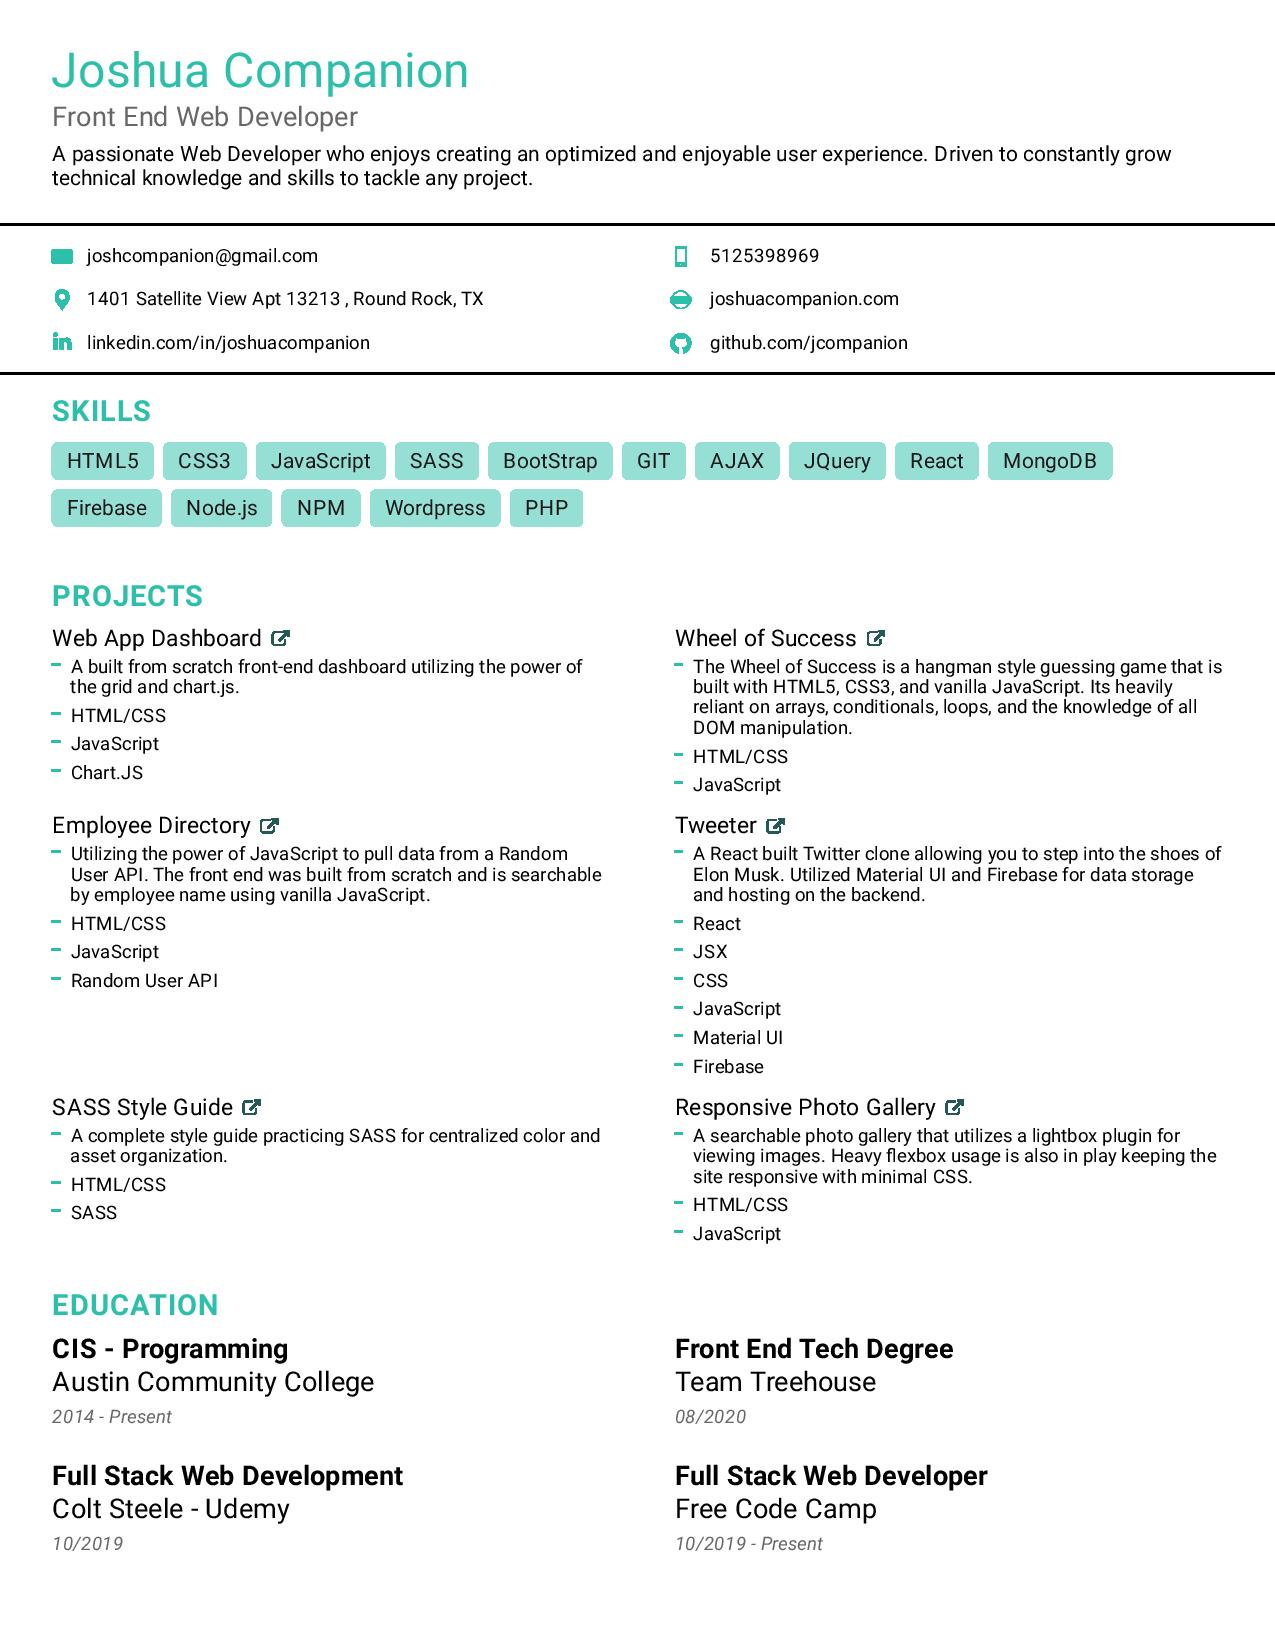 Joshua Companion
Front End Web Developer
A passionate Web Developer who enjoys creating an optimized and enjoyable user experience. Driven to constantly grow
technical knowledge and skills to tackle any project.
joshcompanion@gmail.com
5125398969
1401 Satellite View Apt 13213 , Round Rock, TX
joshuacompanion.com
linkedin.com/in/joshuacompanion
github.com/jcompanion
SKILLS
HTML5 CSS3 JavaScript SASS BootStrap GIT AJAX JQuery React MongoDB
Firebase Node.js NPM Wordpress PHP
PROJECTS
Web App Dashboard
– A built from scratch front-end dashboard utilizing the power of
the grid and chart.js.
– HTML/CSS
– JavaScript
– Chart.JS
Wheel of Success
– The Wheel of Success is a hangman style guessing game that is
built with HTML5, CSS3, and vanilla JavaScript. Its heavily
reliant on arrays, conditionals, loops, and the knowledge of all
DOM manipulation.
– HTML/CSS
– JavaScript
Employee Directory
– Utilizing the power of JavaScript to pull data from a Random
User API. The front end was built from scratch and is searchable
by employee name using vanilla JavaScript.
– HTML/CSS
– JavaScript
– Random User API
Tweeter
– A React built Twitter clone allowing you to step into the shoes of
Elon Musk. Utilized Material UI and Firebase for data storage
and hosting on the backend.
– React
– JSX
– CSS
– JavaScript
– Material UI
– Firebase
SASS Style Guide
– A complete style guide practicing SASS for centralized color and
asset organization.
– HTML/CSS
– SASS
Responsive Photo Gallery
– A searchable photo gallery that utilizes a lightbox plugin for
viewing images. Heavy flexbox usage is also in play keeping the
site responsive with minimal CSS.
– HTML/CSS
– JavaScript
EDUCATION
CIS - Programming
Austin Community College
2014 - Present
Front End Tech Degree
Team Treehouse
08/2020
Full Stack Web Development
Colt Steele - Udemy
10/2019
Full Stack Web Developer
Free Code Camp
10/2019 - Present